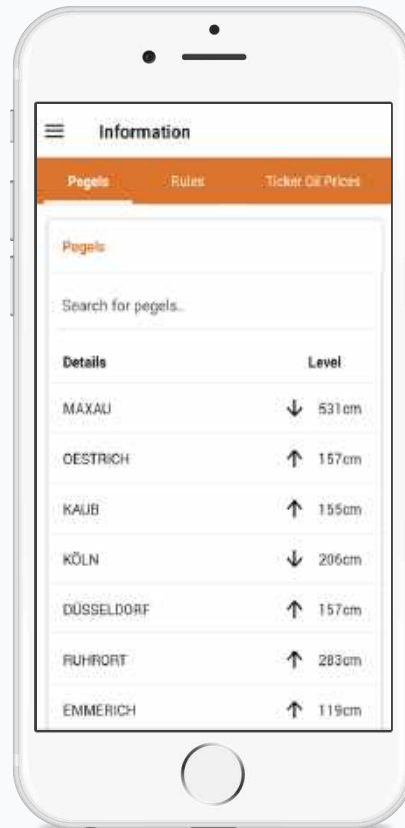 Information
Pegels Rules Ticker Oil Prices
Pegels
Search for pegels..
Details Level
MAXAU 531cm
OESTRICH 157cm
KAUB 155cm
KÖLN 206cm
DÜSSELDORF 157cm
RUHRORT 283cm
EMMERICH 119cm